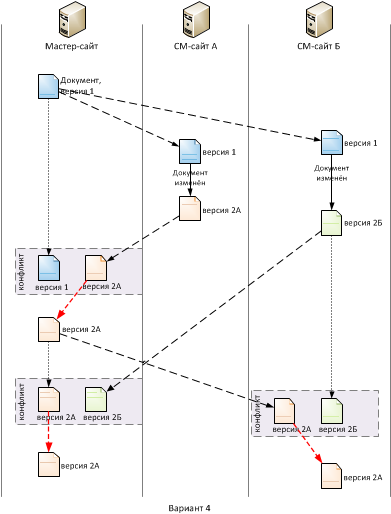 Мастер-сайт
СМ-сайт А
СМ-сайт Б
Документ,
версия 1
версия 1
версия 1
Документ
изменён
Документ
изменён
версия 2А
версия 2Б
конфликт
версия 1
версия 2А
версия 2А
конфликт
версия 2А
версия 2Б
конфликт
версия 2А
версия 2Б
версия 2А
версия 2А
Вариант 4